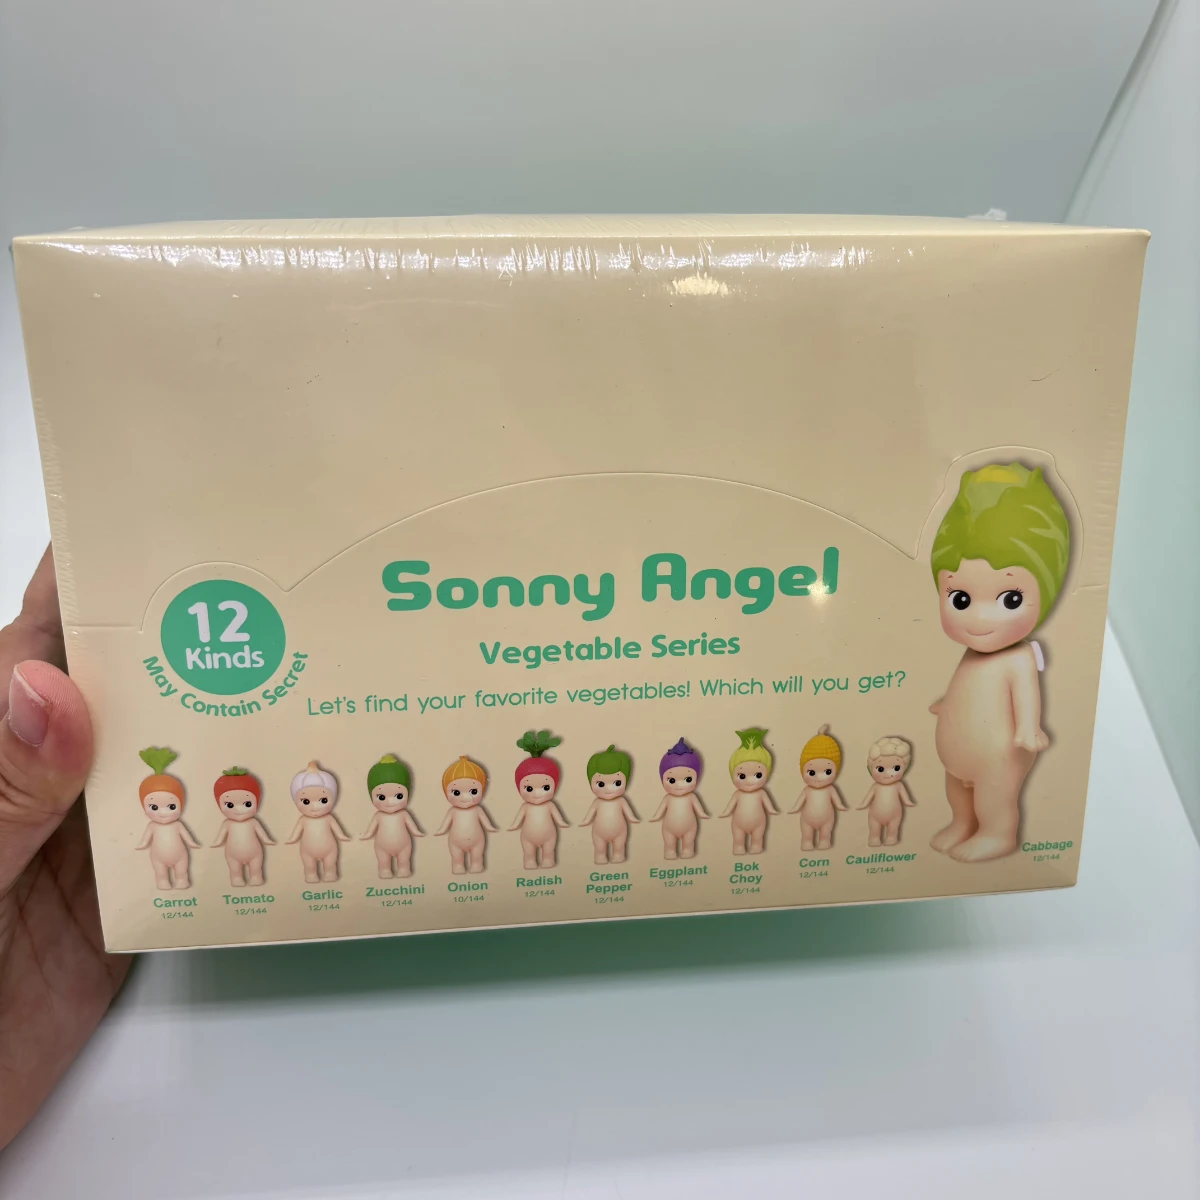 12
Kinds
May Contain Secret
Sonny Angel
Vegetable Series
Let's find your favorite vegetables! Which will you get?
Carrot
12/144
Tomato
12/144
Garlic
12/144
Zucchini
12/144
Onion
10/144
Radish
12/144
Green
Pepper
12/144
Eggplant
12/144
Bok
Choy
12/144
Corn
12/144
Cauliflower
12/144
Cabbage
12/144